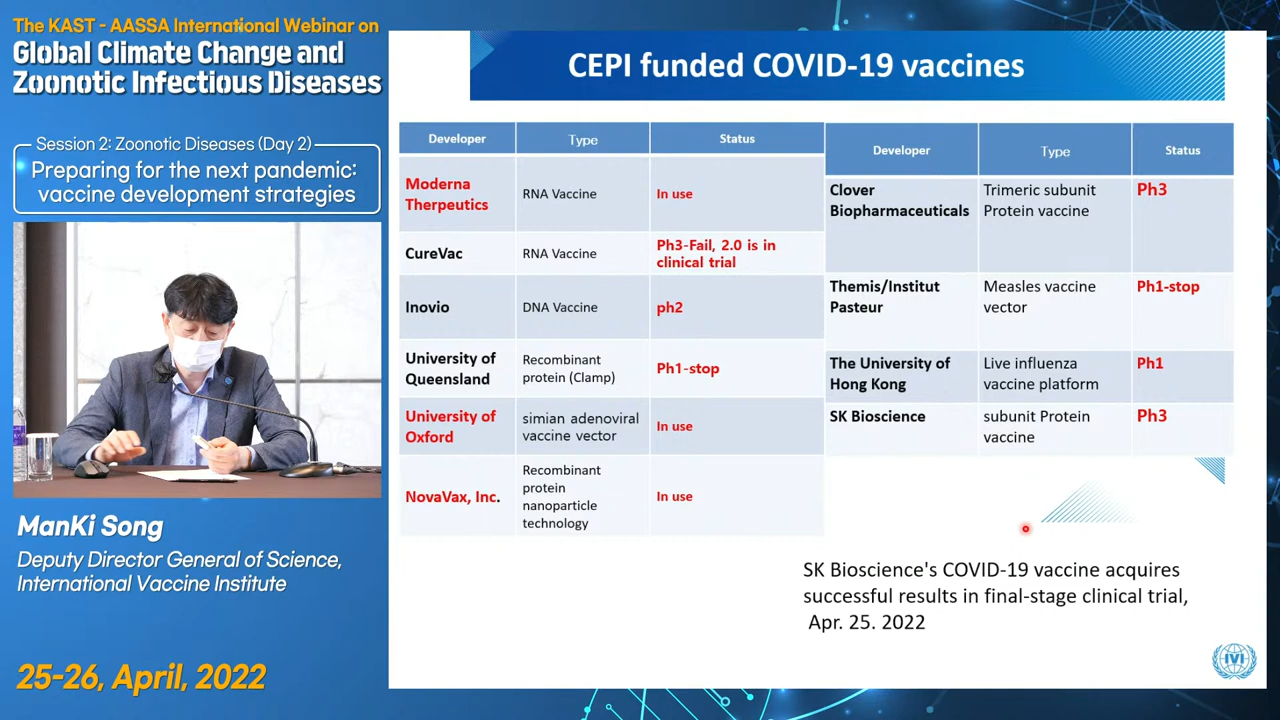 The KAST - AASSA International Webinar on
Global Climate Change and
Zoonotic Infectious Diseases
Session 2: Zoonotic Diseases (Day 2)
Preparing for the next pandemic:
vaccine development strategies
ManKi Song
Deputy Director General of Science,
International Vaccine Institute
25-26, April, 2022
CEPI funded COVID-19 vaccines
Developer Type Status
Moderna
Therpeutics
RNA Vaccine
In use
CureVac
RNA Vaccine
Ph3-Fail, 2.0 is in
clinical trial
Inovio
DNA Vaccine
ph2
University of
Queensland
Recombinant
protein (Clamp)
Ph1-stop
University of
Oxford
simian adenoviral
vaccine vector
In use
NovaVax, Inc.
Recombinant
protein
nanoparticle
technology
In use
Developer Type Status
Clover
Biopharmaceuticals
Trimeric subunit
Protein vaccine
Ph3
Themis/Institut
Pasteur
Measles vaccine
vector
Ph1-stop
The University of
Hong Kong
Live influenza
vaccine platform
Ph1
SK Bioscience
subunit Protein
vaccine
Ph3
SK Bioscience's COVID-19 vaccine acquires
successful results in final-stage clinical trial,
Apr. 25. 2022
IVI